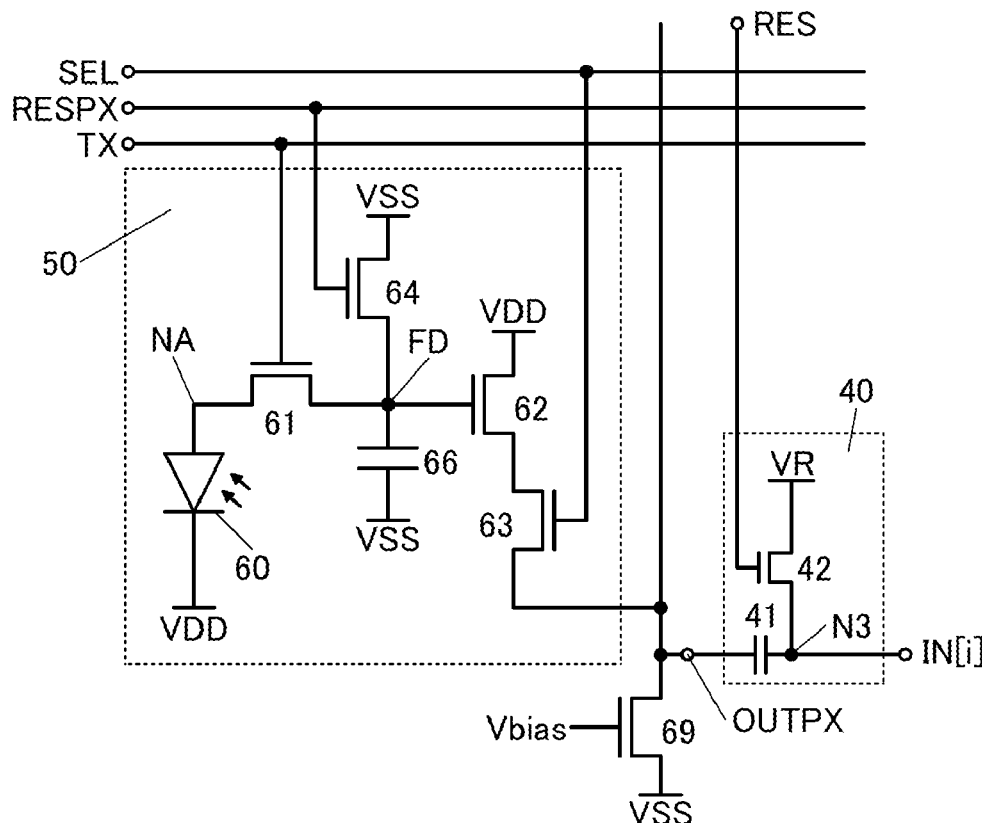 RES
SEL
RESPX
TX
VSS
50
64
VDD
NA
FD
61
62
40
66
VR
63
VSS
60
42
41
N3
VDD
IN[i]
OUTPX
Vbias
69
VSS